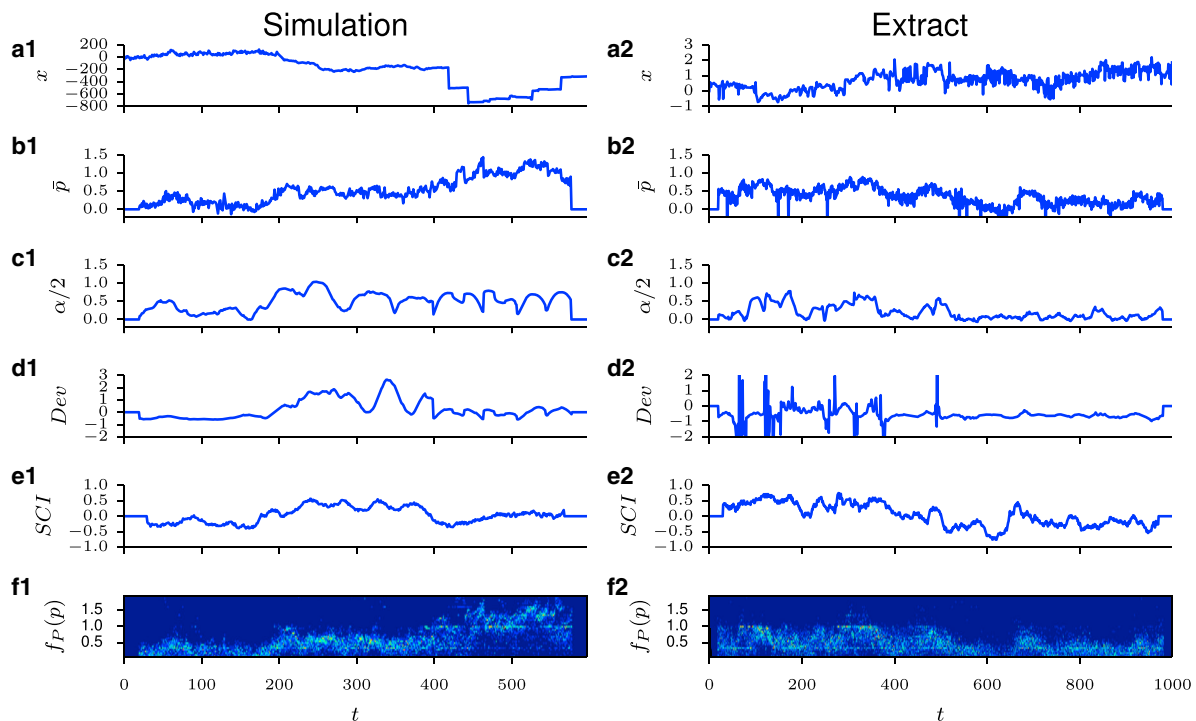 Simulation
Extract
a1
200
0
−200
−400
−600
−800
x
a2
3
2
1
0
−1
x
b1
1.5
1.0
0.5
0.0
p̄
b2
1.5
1.0
0.5
0.0
p̄
c1
1.5
1.0
0.5
0.0
α/2
c2
1.5
1.0
0.5
0.0
α/2
d1
3
2
1
0
−1
−2
Dev
d2
2
1
0
−1
−2
Dev
e1
1.0
0.5
0.0
−0.5
−1.0
SCI
e2
1.0
0.5
0.0
−0.5
−1.0
SCI
f1
1.5
1.0
0.5
f_P(p)
f2
1.5
1.0
0.5
f_P(p)
0 100 200 300 400 500
0 200 400 600 800 1000
t
t